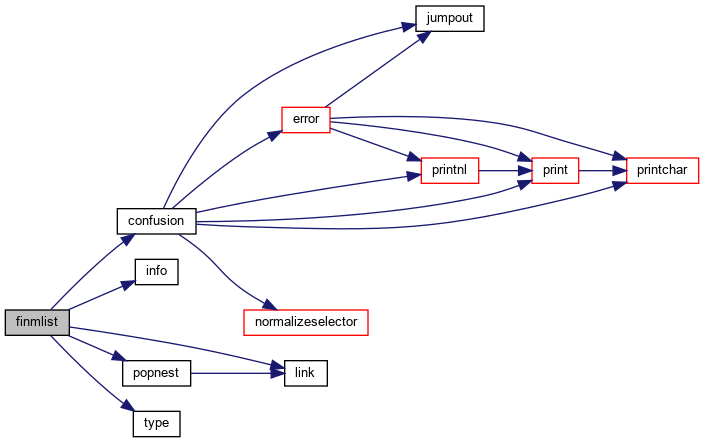 jumpout
error
printnl
print
printchar
confusion
info
finmlist
normalizeselector
popnest
link
type